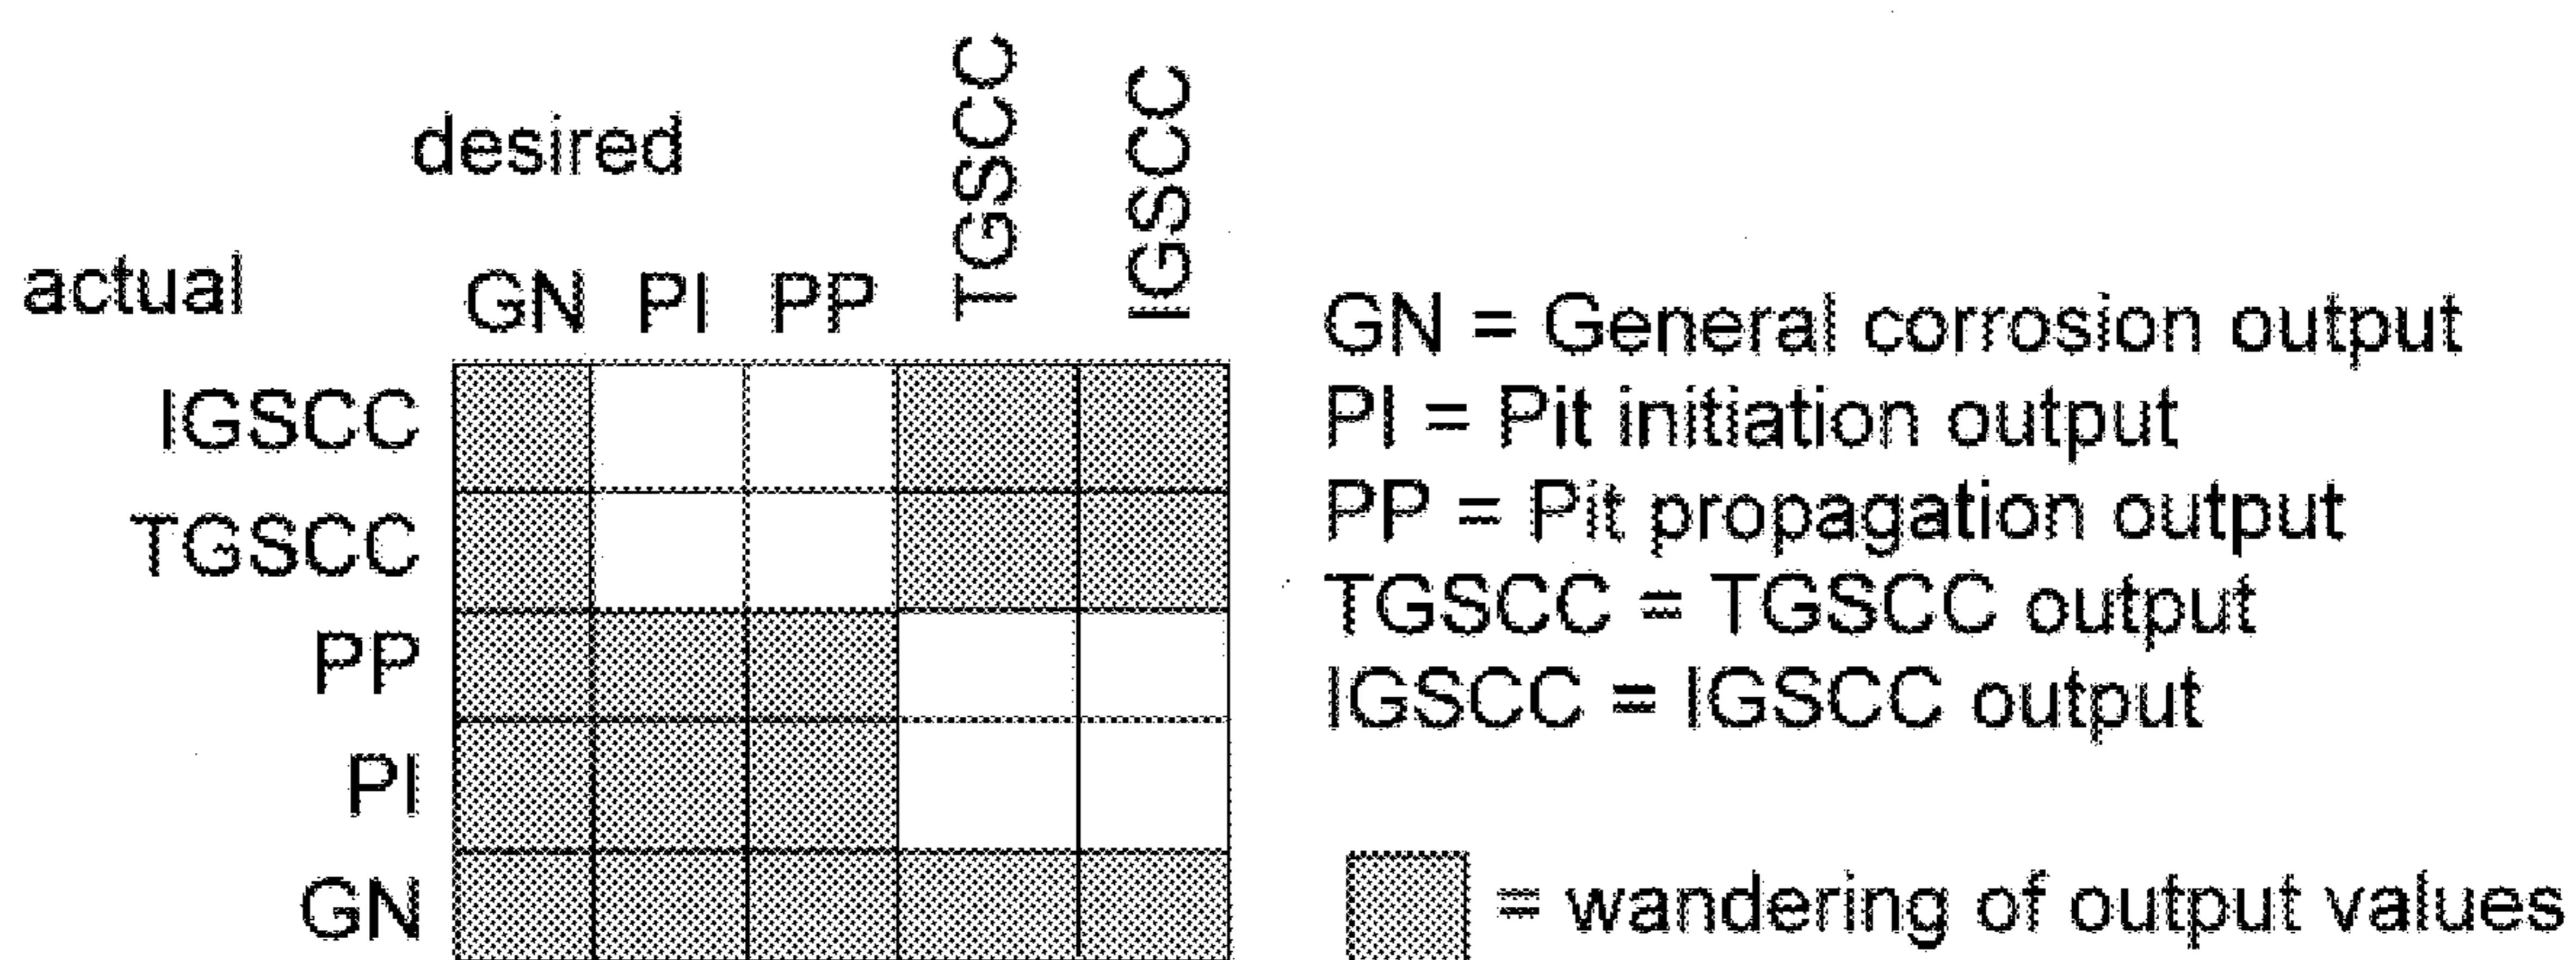 desired
TGSCC
IGSCC
actual
GN PI PP
IGSCC
TGSCC
PP
PI
GN
GN = General corrosion output
PI = Pit initiation output
PP = Pit propagation output
TGSCC = TGSCC output
IGSCC = IGSCC output
= wandering of output values